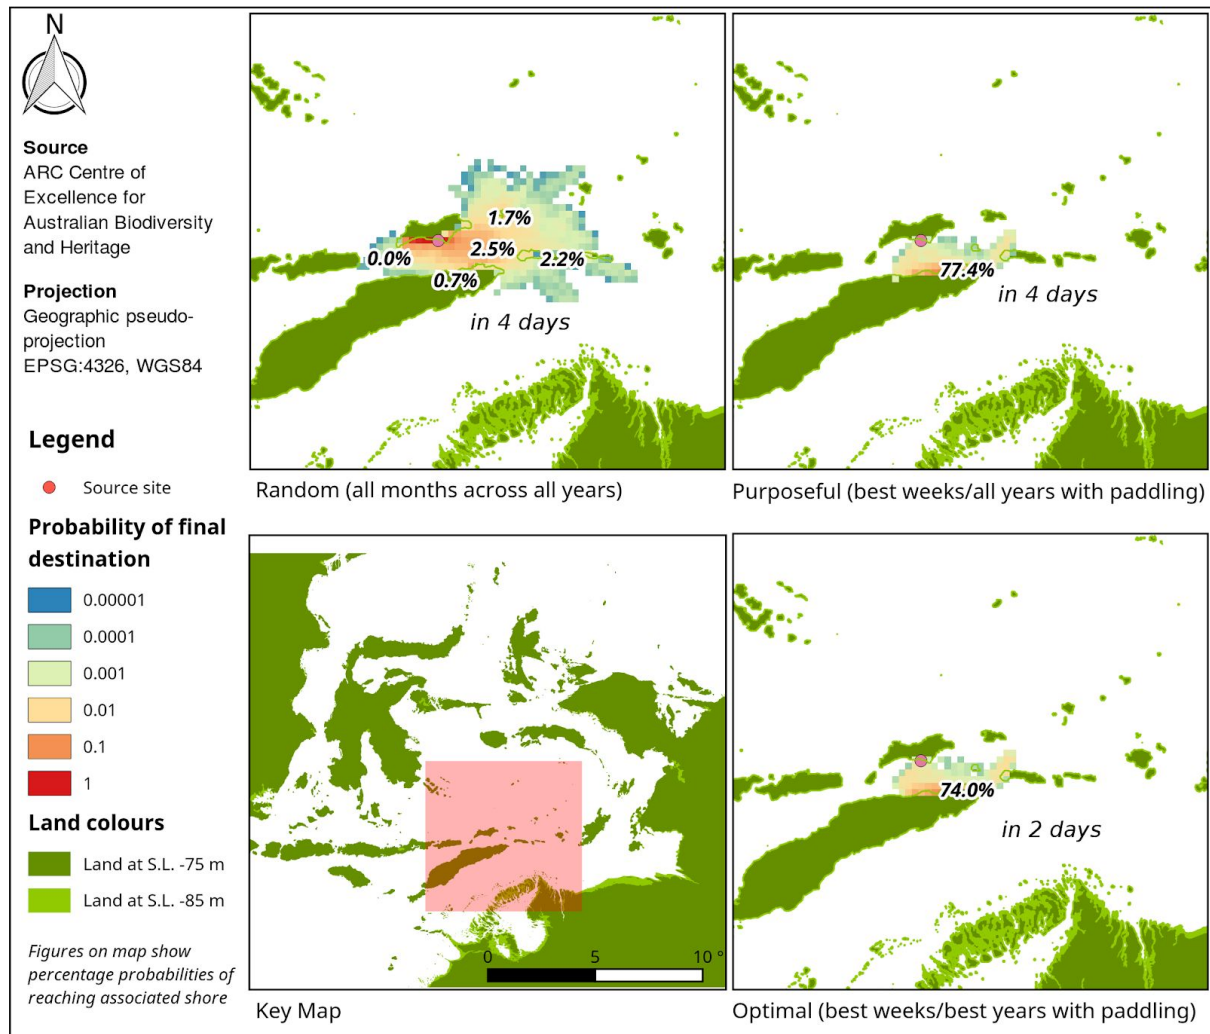 N
Source
ARC Centre of
Excellence for
Australian Biodiversity
and Heritage
Projection
Geographic pseudo-
projection
EPSG:4326, WGS84
Legend
Source site
Probability of final
destination
0.00001
0.0001
0.001
0.01
0.1
1
Land colours
Land at S.L. -75 m
Land at S.L. -85 m
Figures on map show
percentage probabilities of
reaching associated shore
1.7%
2.5%
0.0%
2.2%
0.7%
in 4 days
Random (all months across all years)
77.4%
in 4 days
Purposeful (best weeks/all years with paddling)
0 5 10 °
Key Map
74.0%
in 2 days
Optimal (best weeks/best years with paddling)